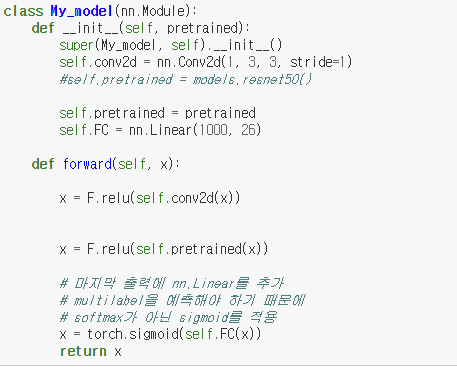 class My_model(nn.Module):
    def __init__(self, pretrained):
        super(My_model, self).__init__()
        self.conv2d = nn.Conv2d(1, 3, 3, stride=1)
        #self.pretrained = models.resnet50()
        self.pretrained = pretrained
        self.FC = nn.Linear(1000, 26)
    def forward(self, x):
        x = F.relu(self.conv2d(x))
        x = F.relu(self.pretrained(x))
        # 마지막 출력에 nn.Linear를 추가
        # multilabel을 예측해야 하기 때문에
        # softmax가 아닌 sigmoid를 적용
        x = torch.sigmoid(self.FC(x))
        return x